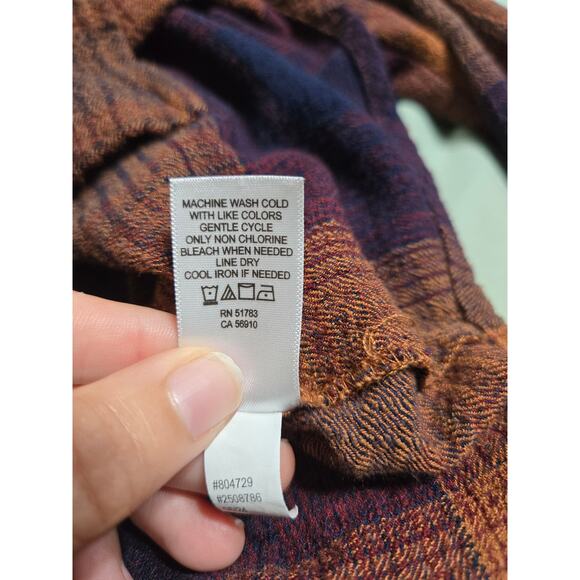 MACHINE WASH COLD
WITH LIKE COLORS
GENTLE CYCLE
ONLY NON CHLORINE
BLEACH WHEN NEEDED
LINE DRY
COOL IRON IF NEEDED
RN 51783
CA 56910
#804729
#2508786